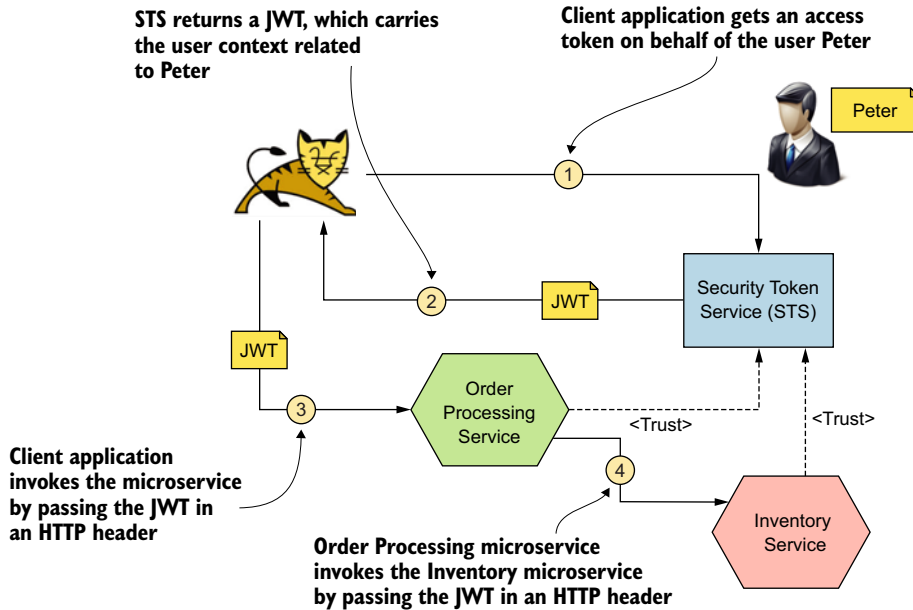 STS returns a JWT, which carries
the user context related
to Peter
Client application gets an access
token on behalf of the user Peter
Peter
1
Security Token
Service (STS)
2
JWT
JWT
3
Order
Processing
Service
<Trust>
<Trust>
4
Client application
invokes the microservice
by passing the JWT in
an HTTP header
Inventory
Service
Order Processing microservice
invokes the Inventory microservice
by passing the JWT in an HTTP header